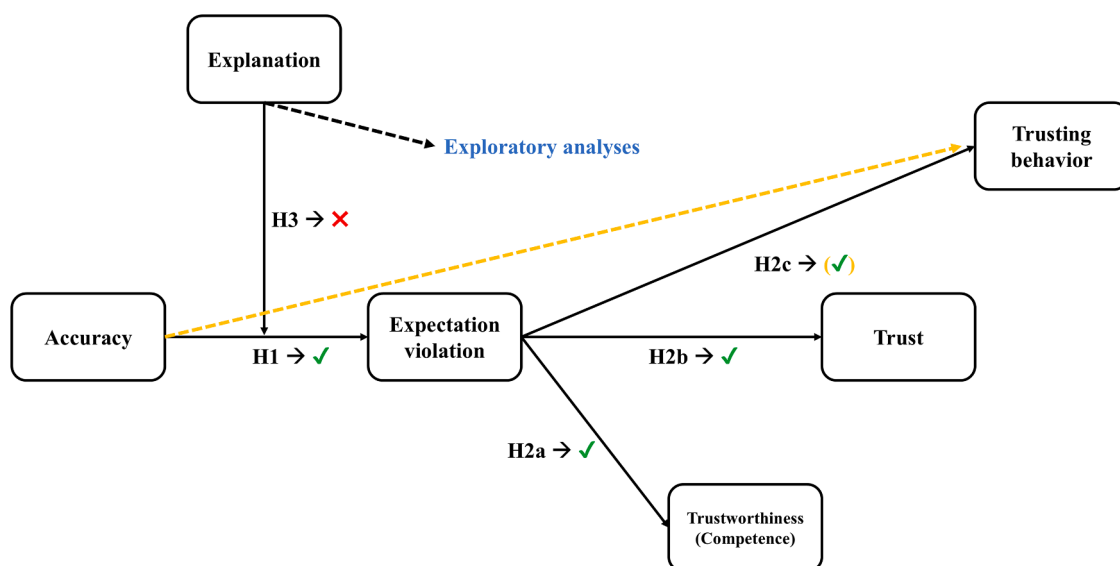 Explanation
Exploratory analyses
Trusting
behavior
H3 → ✕
H2c → (✓)
Accuracy
H1 → ✓
Expectation
violation
H2b → ✓
Trust
H2a → ✓
Trustworthiness
(Competence)